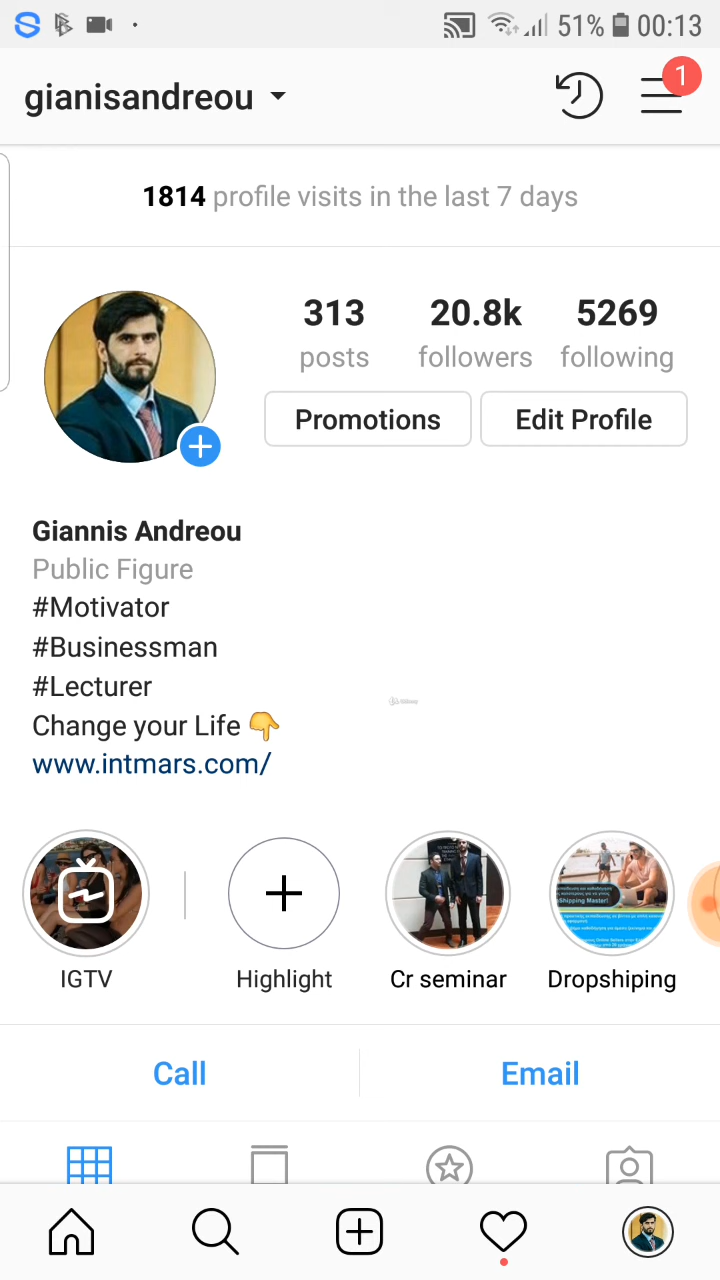 51% 00:13
gianisandreou
1
1814 profile visits in the last 7 days
313 20.8k 5269
posts followers following
Promotions Edit Profile
Giannis Andreou
Public Figure
#Motivator
#Businessman
#Lecturer
Change your Life 👇
www.intmars.com/
IGTV Highlight Cr seminar Dropshiping
Call Email